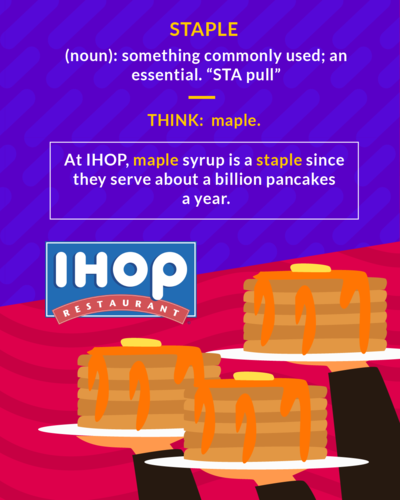 STAPLE
(noun): something commonly used; an
essential. “STA pull”
THINK: maple.
At IHOP, maple syrup is a staple since
they serve about a billion pancakes
a year.
IHOP
RESTAURANT